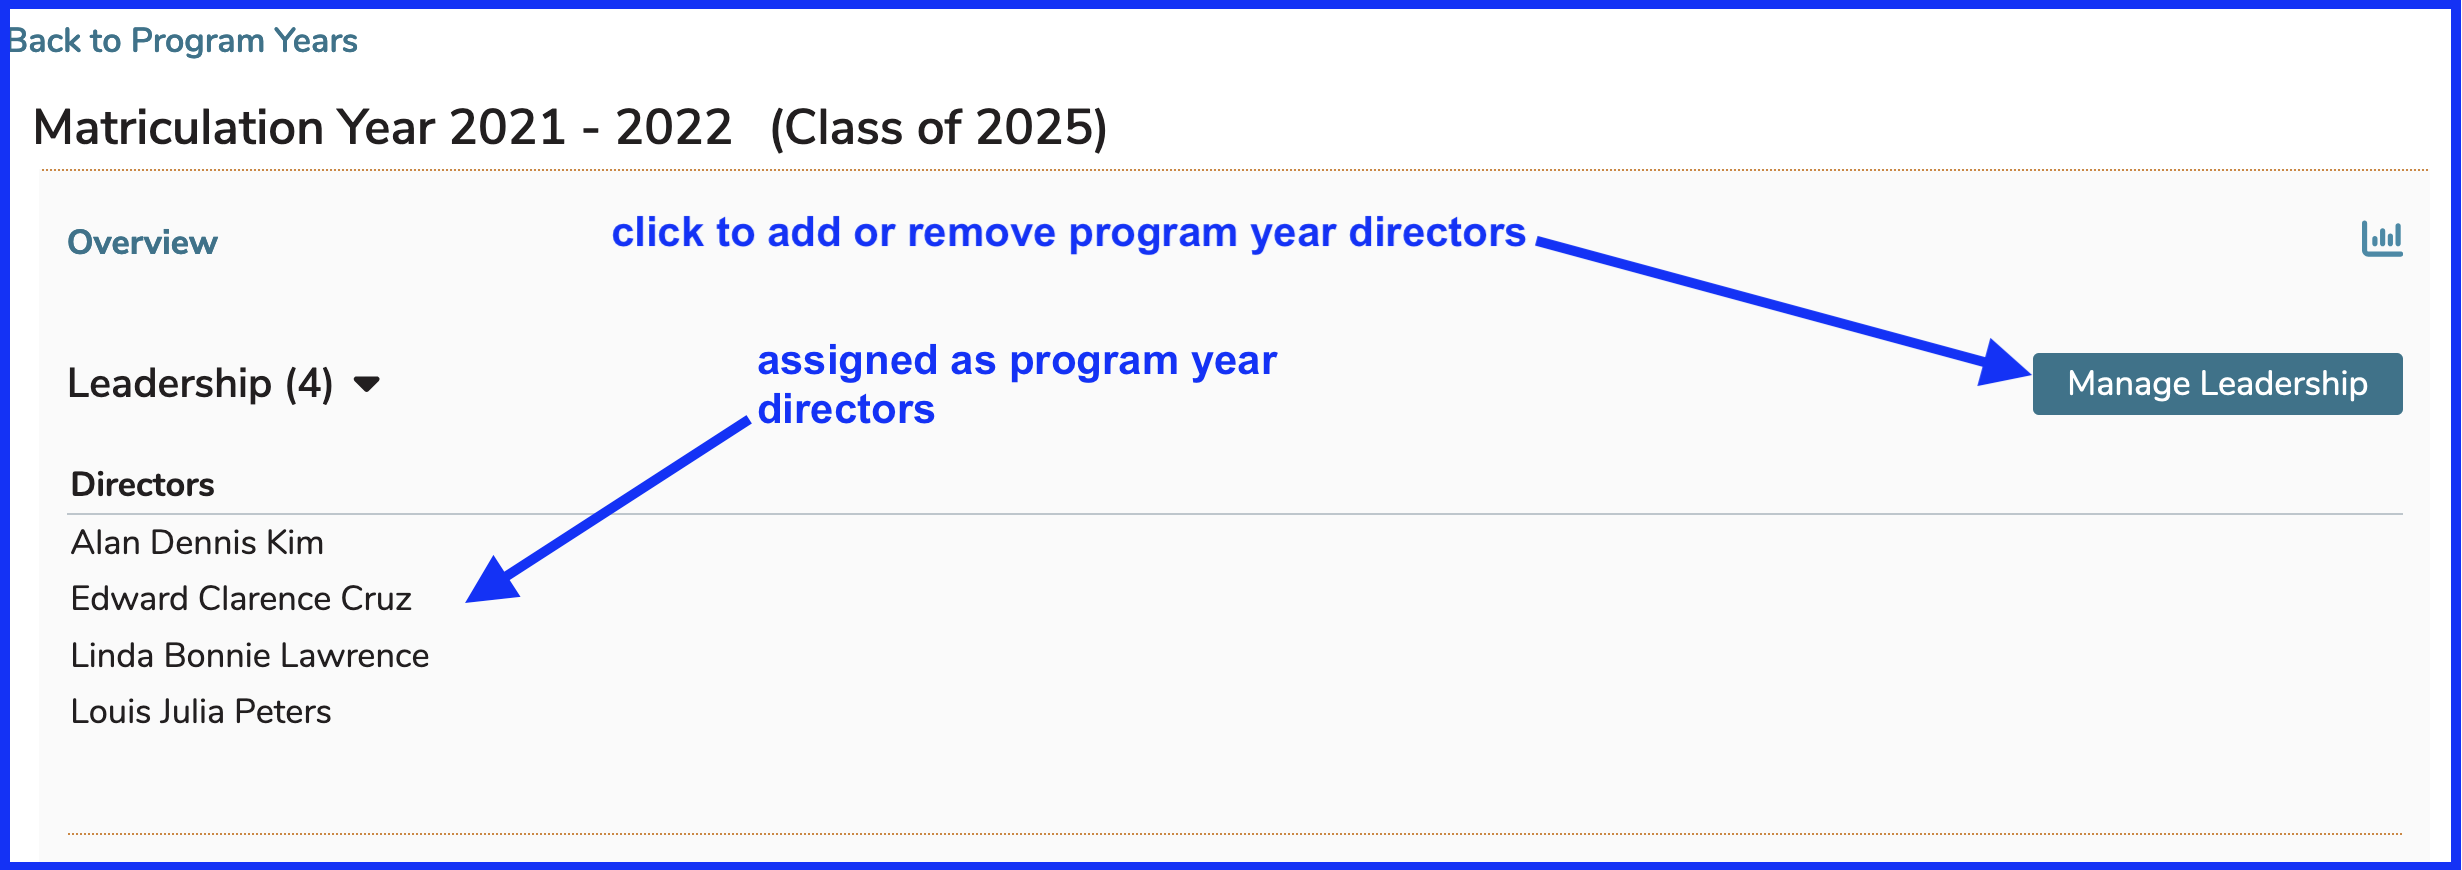 Back to Program Years
Matriculation Year 2021 - 2022 (Class of 2025)
Overview
click to add or remove program year directors
Leadership (4)
assigned as program year
directors
Manage Leadership
Directors
Alan Dennis Kim
Edward Clarence Cruz
Linda Bonnie Lawrence
Louis Julia Peters